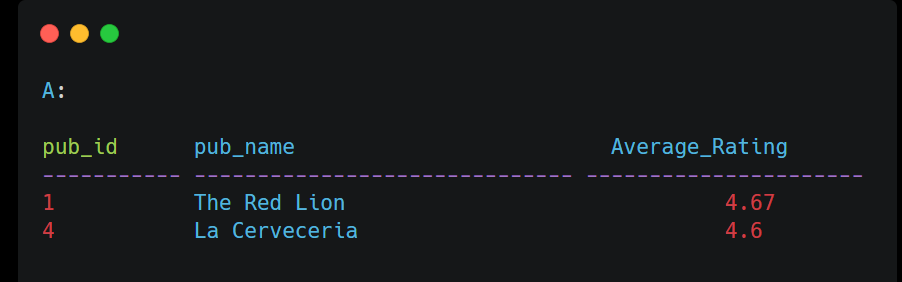 A:
pub_id pub_name Average_Rating
----------- ------------------------------ ----------------------
1 The Red Lion 4.67
4 La Cerveceria 4.6